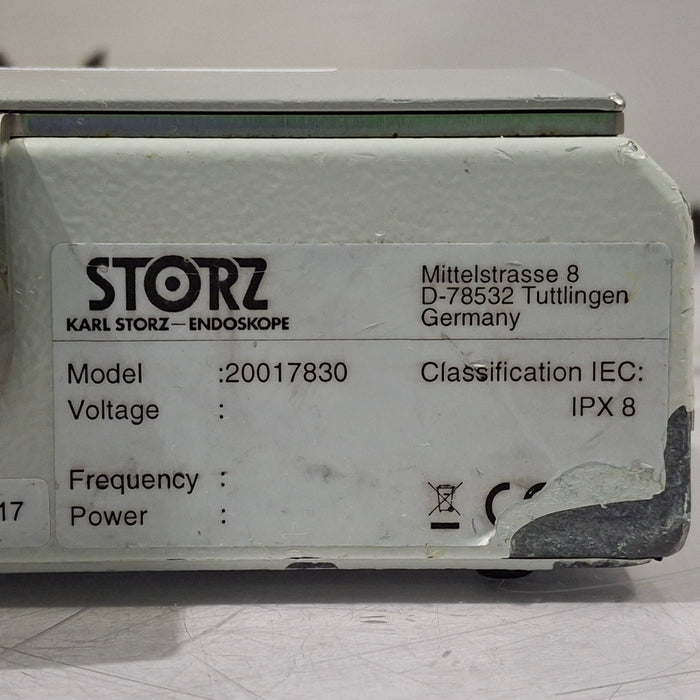 STORZ
KARL STORZ — ENDOSKOPE
Mittelstrasse 8
D-78532 Tuttlingen
Germany
Model :20017830
Voltage :
Frequency :
Power :
Classification IEC:
IPX 8
CE
17